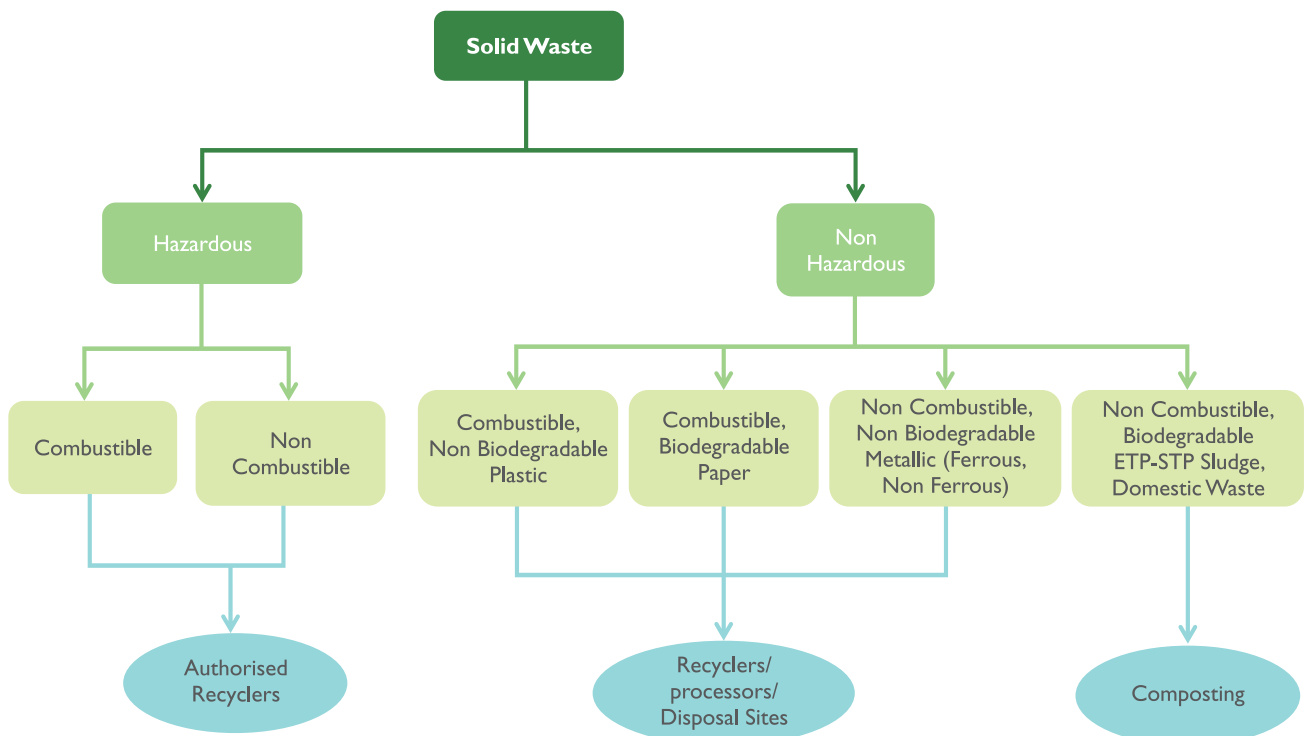 Solid Waste
Hazardous
Non
Hazardous
Combustible
Non
Combustible
Combustible,
Non Biodegradable
Plastic
Combustible,
Biodegradable
Paper
Non Combustible,
Non Biodegradable
Metallic (Ferrous,
Non Ferrous)
Non Combustible,
Biodegradable
ETP-STP Sludge,
Domestic Waste
Authorised
Recyclers
Recyclers/
processors/
Disposal Sites
Composting